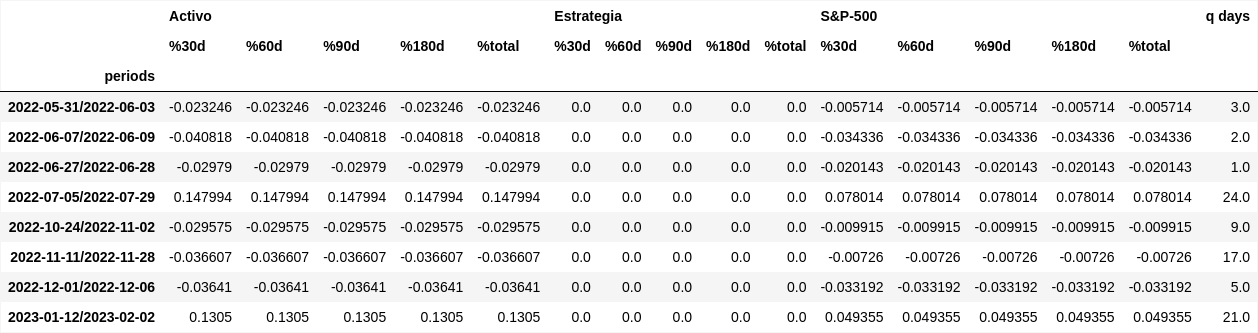 Activo Estrategia S&P-500 q days
%30d %60d %90d %180d %total %30d %60d %90d %180d %total %30d %60d %90d %180d %total
periods
2022-05-31/2022-06-03 -0.023246 -0.023246 -0.023246 -0.023246 -0.023246 0.0 0.0 0.0 0.0 0.0 -0.005714 -0.005714 -0.005714 -0.005714 -0.005714 3.0
2022-06-07/2022-06-09 -0.040818 -0.040818 -0.040818 -0.040818 -0.040818 0.0 0.0 0.0 0.0 0.0 -0.034336 -0.034336 -0.034336 -0.034336 -0.034336 2.0
2022-06-27/2022-06-28 -0.02979 -0.02979 -0.02979 -0.02979 -0.02979 0.0 0.0 0.0 0.0 0.0 -0.020143 -0.020143 -0.020143 -0.020143 -0.020143 1.0
2022-07-05/2022-07-29 0.147994 0.147994 0.147994 0.147994 0.147994 0.0 0.0 0.0 0.0 0.0 0.078014 0.078014 0.078014 0.078014 0.078014 24.0
2022-10-24/2022-11-02 -0.029575 -0.029575 -0.029575 -0.029575 -0.029575 0.0 0.0 0.0 0.0 0.0 -0.009915 -0.009915 -0.009915 -0.009915 -0.009915 9.0
2022-11-11/2022-11-28 -0.036607 -0.036607 -0.036607 -0.036607 -0.036607 0.0 0.0 0.0 0.0 0.0 -0.00726 -0.00726 -0.00726 -0.00726 -0.00726 17.0
2022-12-01/2022-12-06 -0.03641 -0.03641 -0.03641 -0.03641 -0.03641 0.0 0.0 0.0 0.0 0.0 -0.033192 -0.033192 -0.033192 -0.033192 -0.033192 5.0
2023-01-12/2023-02-02 0.1305 0.1305 0.1305 0.1305 0.1305 0.0 0.0 0.0 0.0 0.0 0.049355 0.049355 0.049355 0.049355 0.049355 21.0